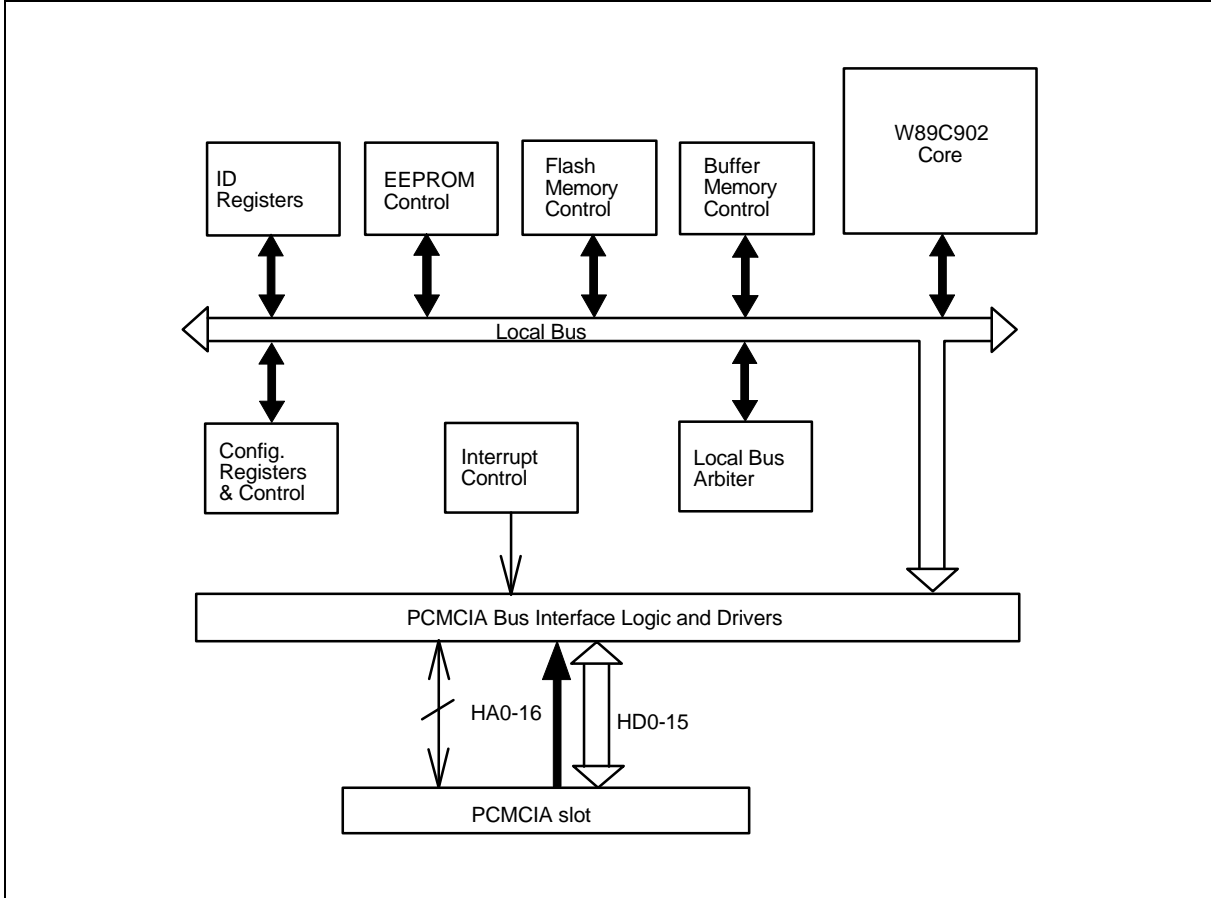 W89C902
Core
ID
Registers
EEPROM
Control
Flash
Memory
Control
Buffer
Memory
Control
Local Bus
Config.
Registers
& Control
Interrupt
Control
Local Bus
Arbiter
PCMCIA Bus Interface Logic and Drivers
HA0-16
HD0-15
PCMCIA slot